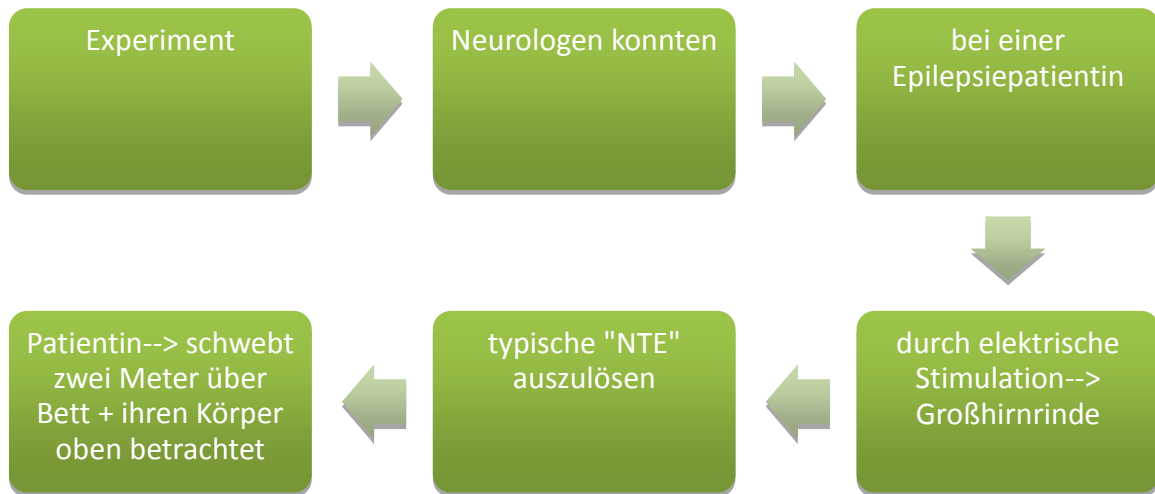 Experiment
Neurologen konnten
bei einer
Epilepsiepatientin
durch elektrische
Stimulation-->
Großhirnrinde
typische "NTE"
auszulösen
Patientin--> schwebt
zwei Meter über
Bett + ihren Körper
oben betrachtet